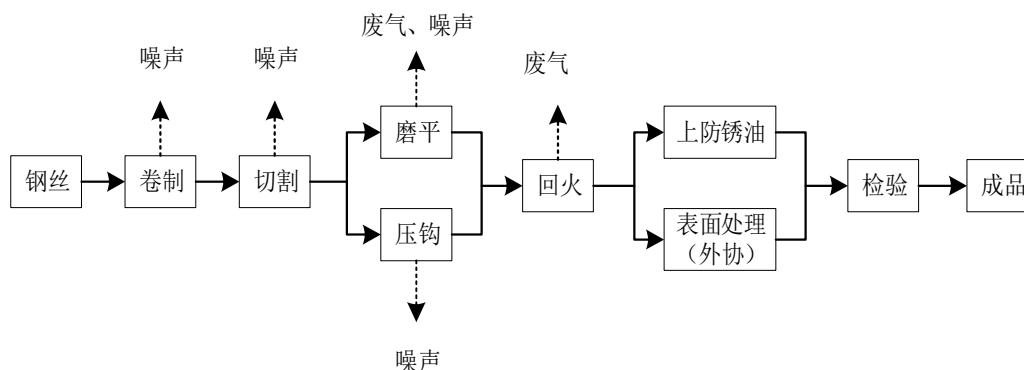 废气、噪声
噪声
噪声
废气
磨平
上防锈油
钢丝
卷制
切割
回火
检验
成品
压钩
表面处理
（外协）
噪声